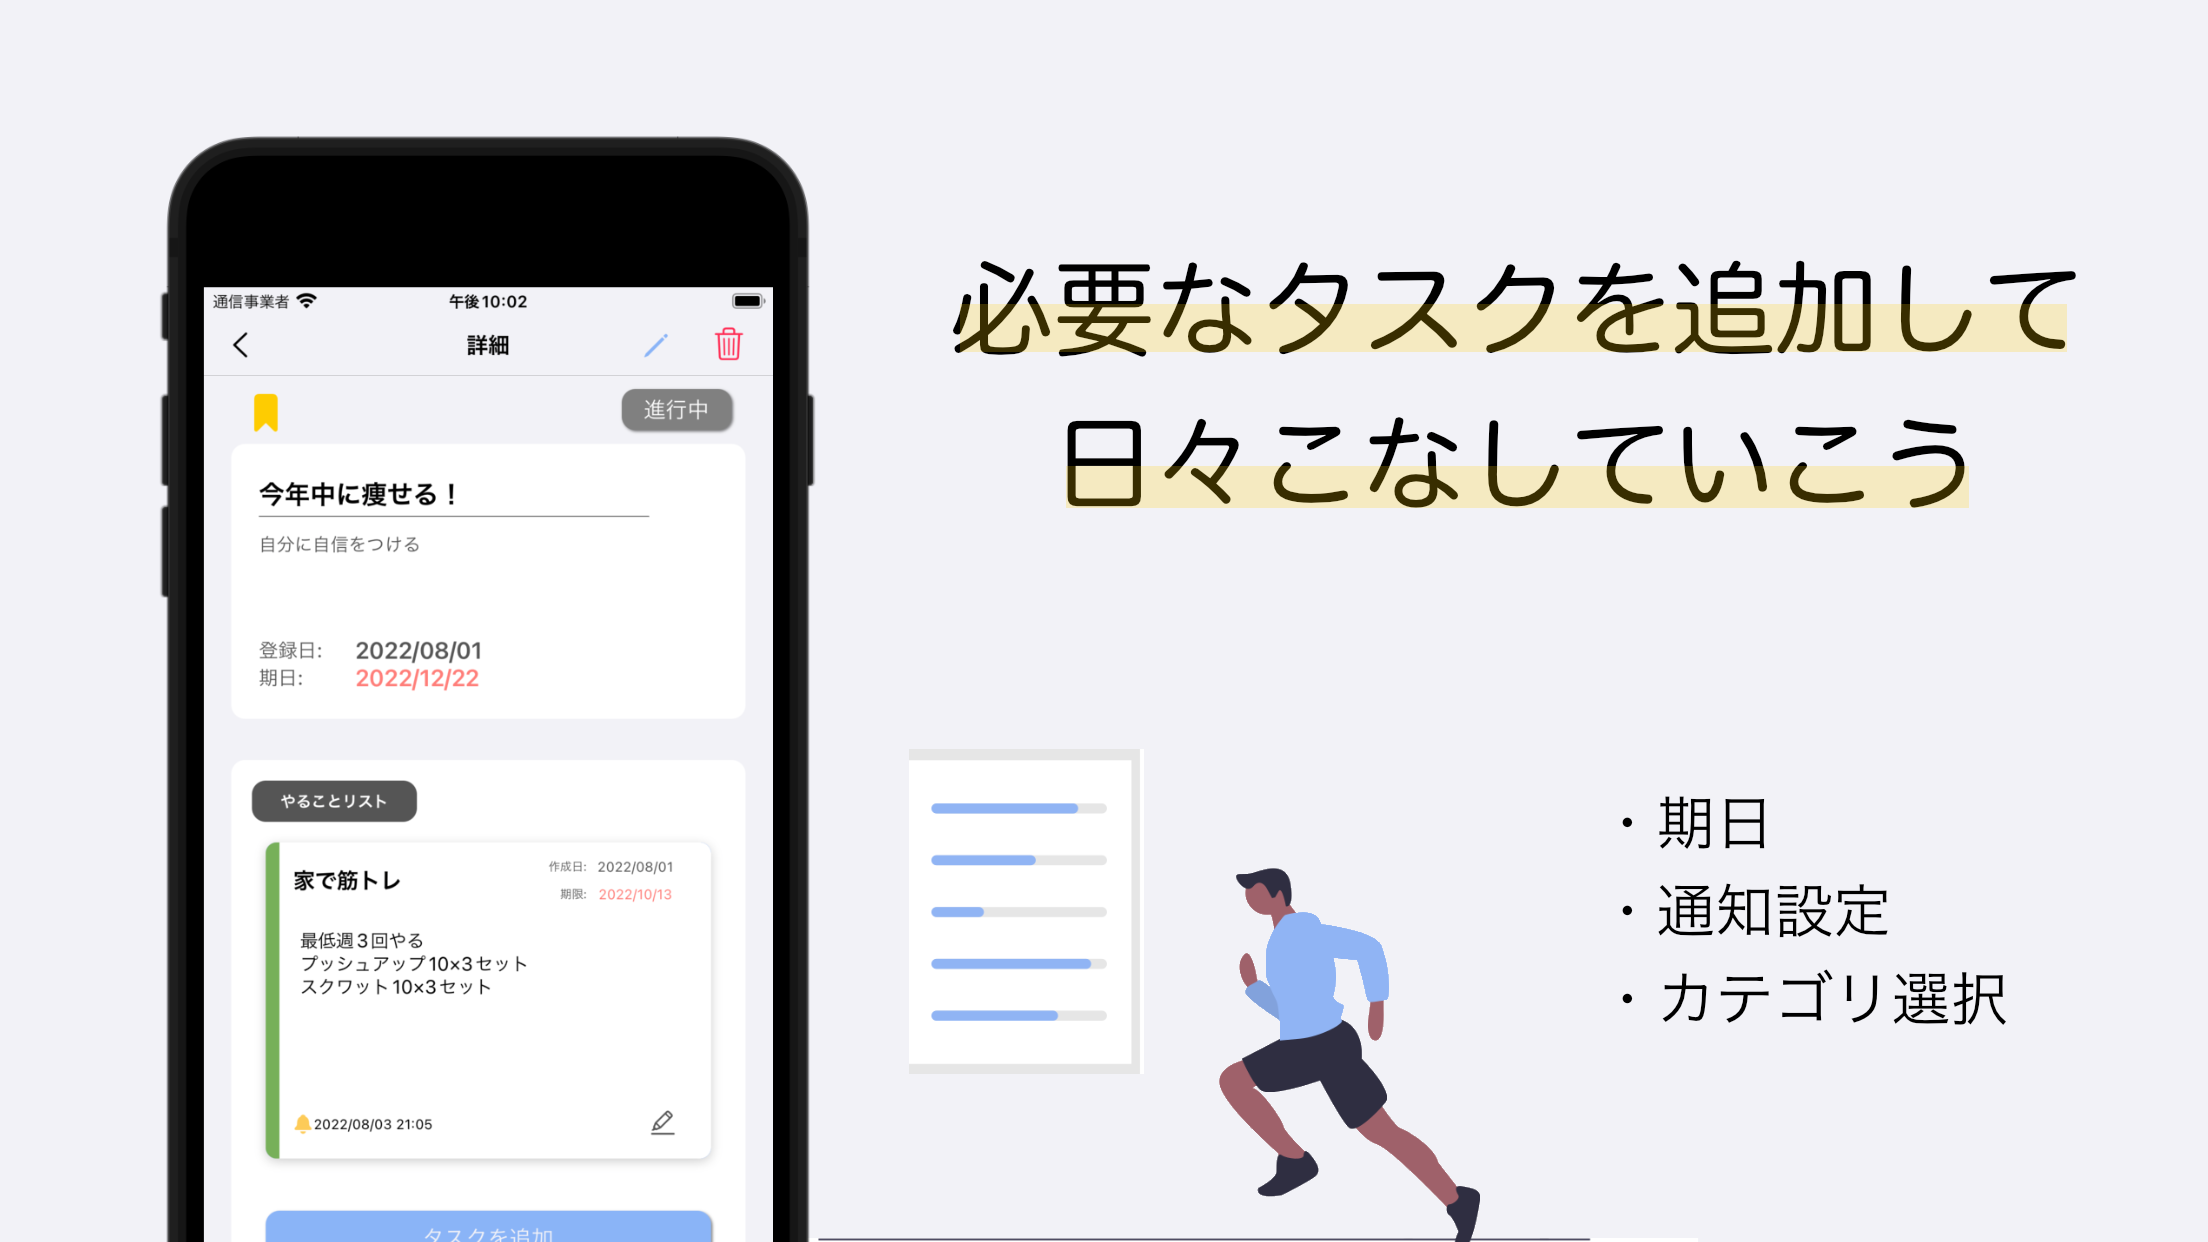 通信事業者 午後10:02
詳細
進行中
今年中に痩せる！
自分に自信をつける
登録日: 2022/08/01
期日: 2022/12/22
やることリスト
家で筋トレ
作成日: 2022/08/01
期限: 2022/10/13
最低週3回やる
プッシュアップ10×3セット
スクワット10×3セット
2022/08/03 21:05
タスクを追加
必要なタスクを追加して
日々こなしていこう
・期日
・通知設定
・カテゴリ選択